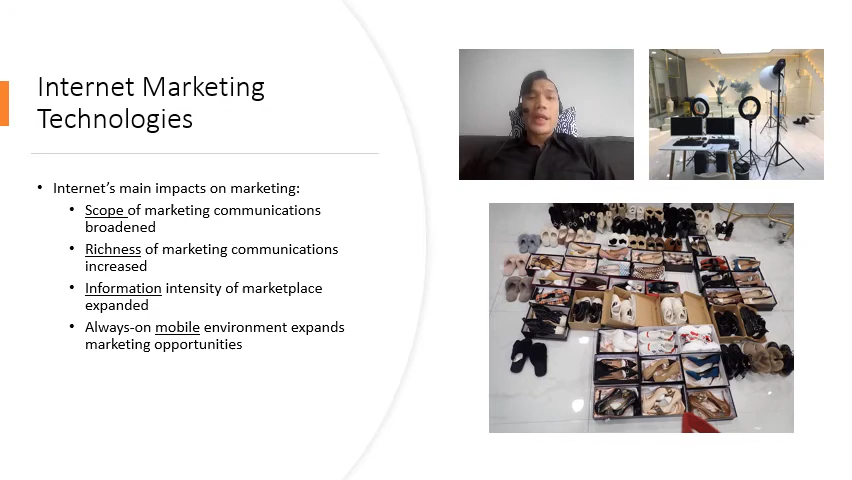 Internet Marketing
Technologies
• Internet's main impacts on marketing:
• Scope of marketing communications
broadened
• Richness of marketing communications
increased
• Information intensity of marketplace
expanded
• Always-on mobile environment expands
marketing opportunities